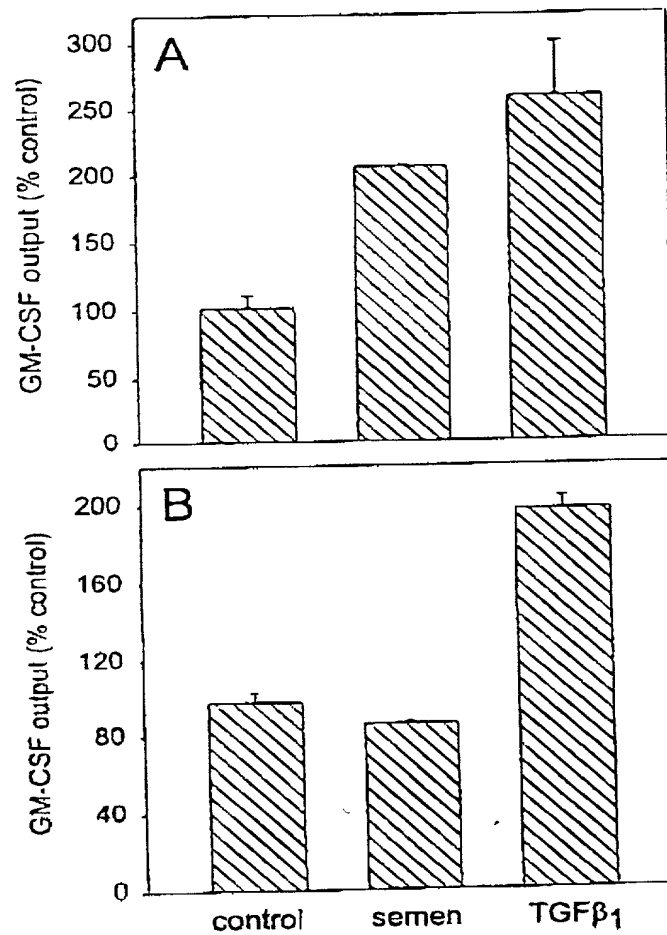 A
GM-CSF output (% control)
300
250
200
150
100
50
0
B
GM-CSF output (% control)
200
160
120
80
40
0
control semen TGFβ1